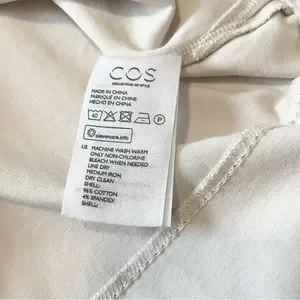 COS
COLLECTION OF STYLE
MADE IN CHINA
FABRIQUÉ EN CHINE
HECHO EN CHINA
40 P
clevercare.info
US MACHINE WASH WARM
ONLY NON-CHLORINE
BLEACH WHEN NEEDED
LINE DRY
MEDIUM IRON
DRY CLEAN
SHELL:
96% COTTON
4% SPANDEX
SHELL: